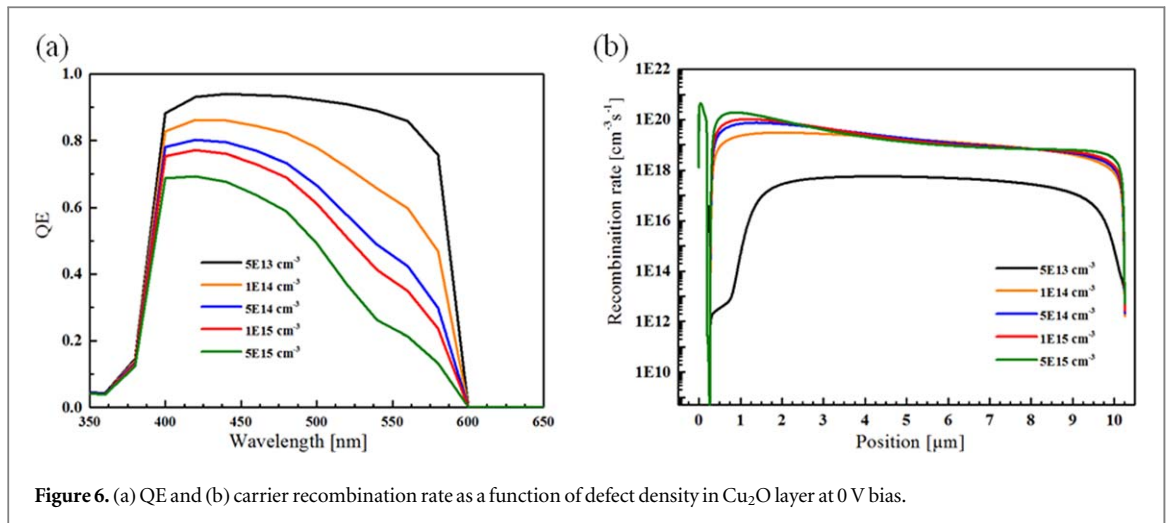 (a)
1.0
0.8
0.6
0.4
0.2
0.0
QE
5E13 cm⁻³
1E14 cm⁻³
5E14 cm⁻³
1E15 cm⁻³
5E15 cm⁻³
350 400 450 500 550 600 650
Wavelength [nm]
(b)
1E22
1E20
1E18
1E16
1E14
1E12
1E10
Recombinaition rate [cm⁻³s⁻¹]
5E13 cm⁻³
1E14 cm⁻³
5E14 cm⁻³
1E15 cm⁻³
5E15 cm⁻³
0 1 2 3 4 5 6 7 8 9 10
Position [µm]
Figure 6. (a) QE and (b) carrier recombination rate as a function of defect density in Cu₂O layer at 0 V bias.